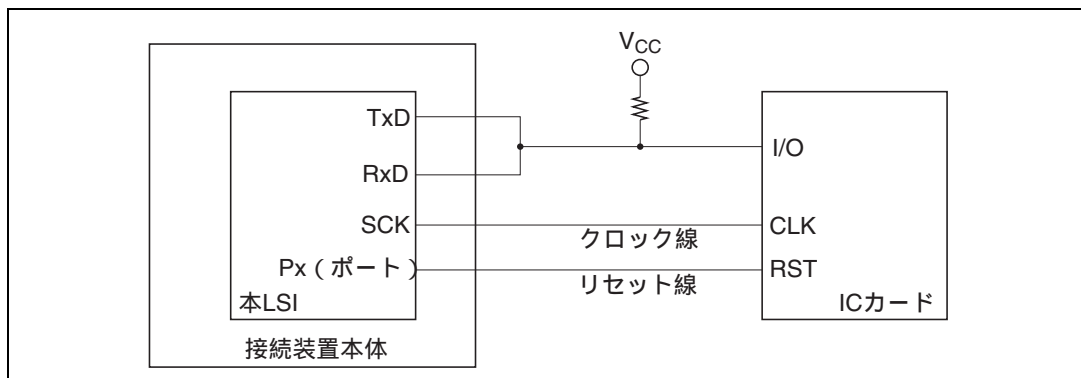 VCC
TxD
I/O
RxD
SCK
クロック線
CLK
Px(ポート)
リセット線
RST
本LSI
ICカード
接続装置本体